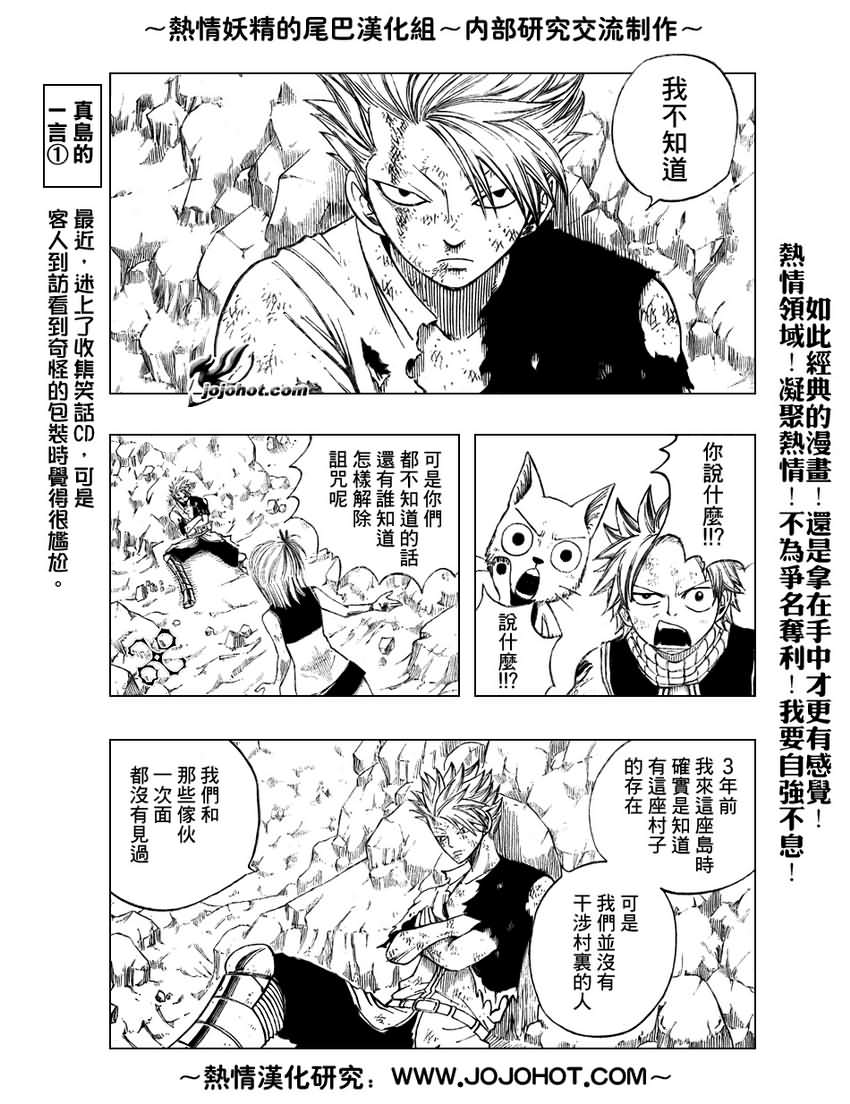 ～熱情妖精的尾巴漢化組～内部研究交流制作～
真島的
一言①
最近，迷上了收集笑話CD，可是
客人到訪看到奇怪的包裝時覺得很尷尬。
我不知道
jojohot.com
如此經典的漫畫！還是拿在手中才更有感覺！
熱情領域！凝聚熱情！不為爭名奪利！我要自強不息！
你說什麼!!?
說什麼!!?
可是你們
都不知道的話
還有誰知道
怎樣解除
詛咒呢
3年前
我來這座島時
確實是知道
有這座村子
的存在
可是
我們並沒有
干涉村裏的人
我們和
那些傢伙
一次面
都沒有見過
～熱情漢化研究：WWW.JOJOHOT.COM～